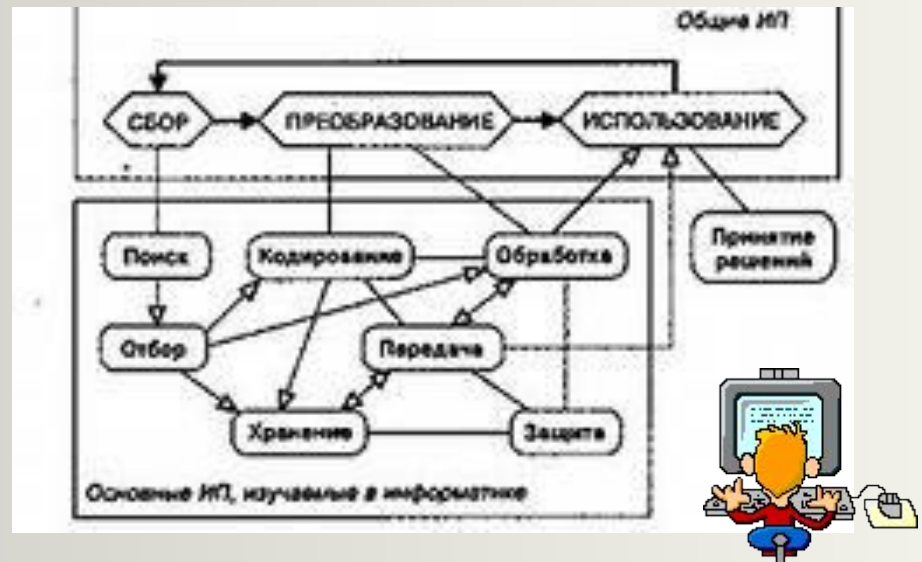 Общие ИП
СБОР
ПРЕОБРАЗОВАНИЕ
ИСПОЛЬЗОВАНИЕ
Поиск
Кодирование
Обработка
Принятие
решений
Отбор
Передача
Хранение
Защита
Основные ИП, изучаемые в информатике